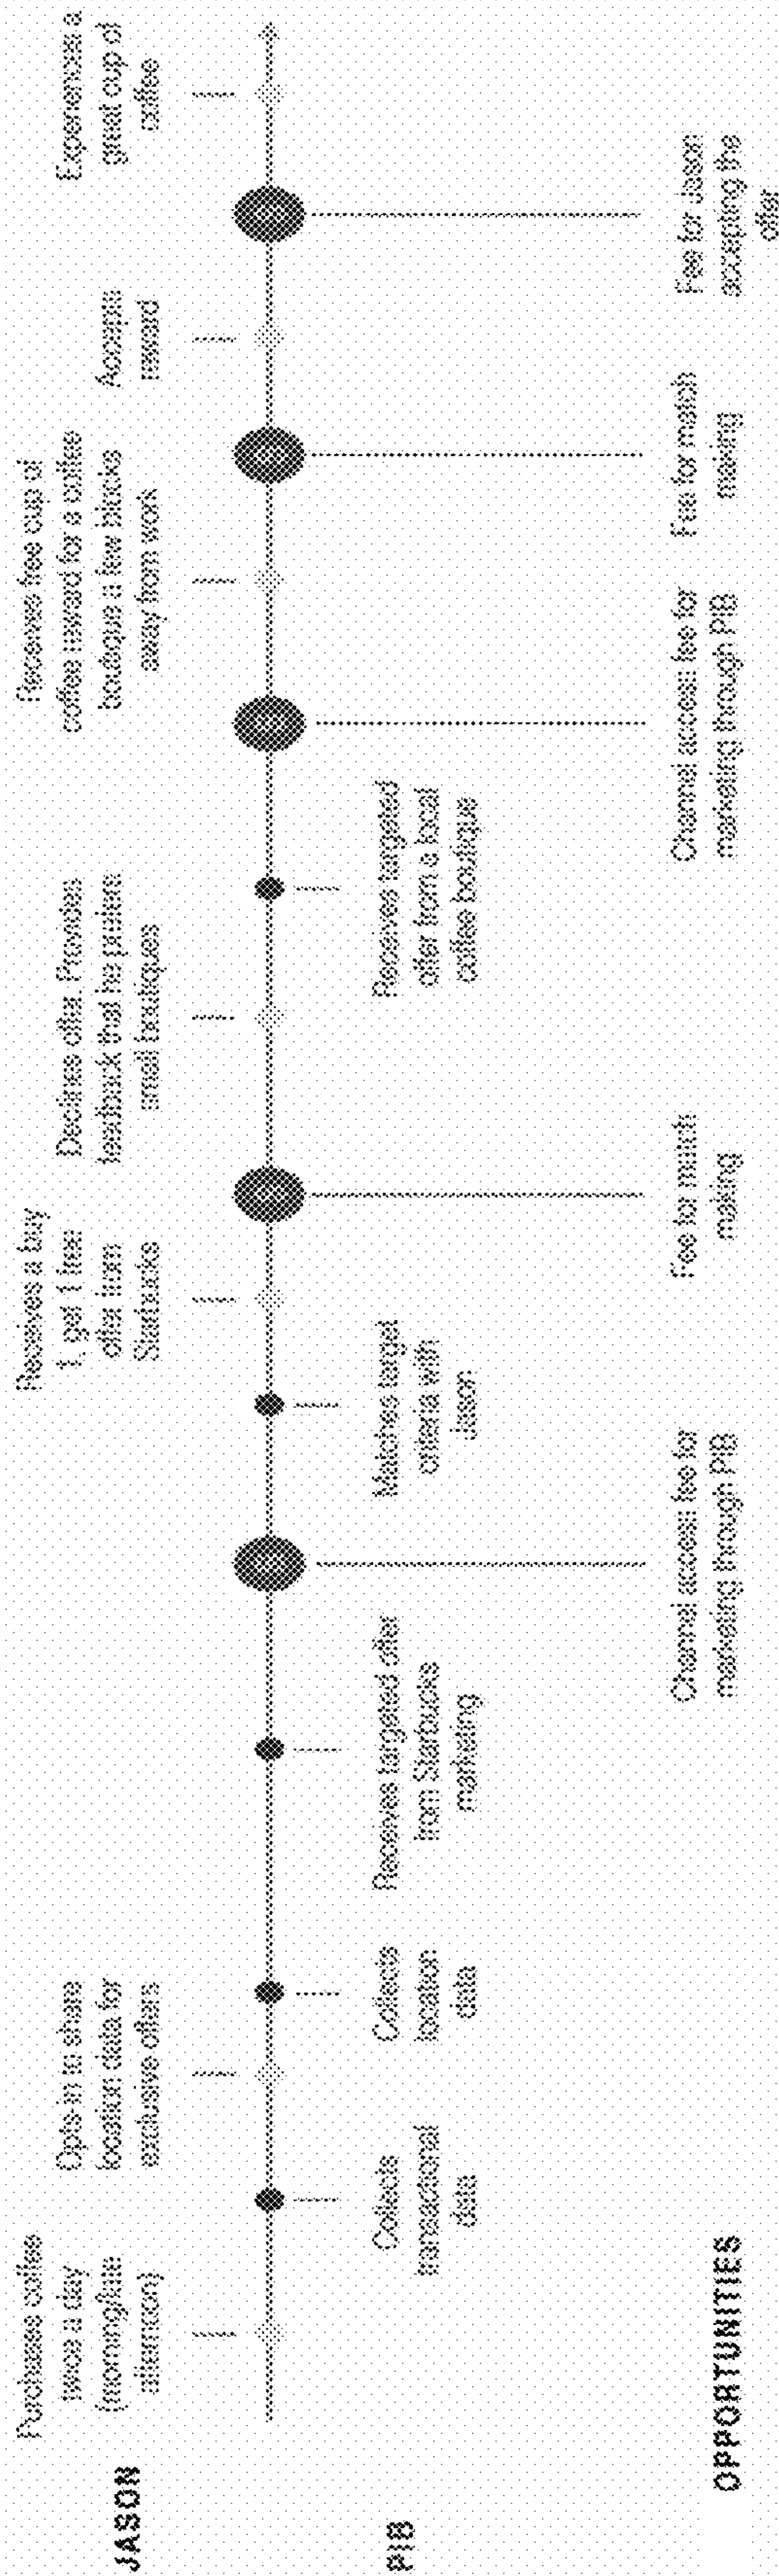 JASON
Purchases coffee
twice a day
(morning/late
afternoon)
Opts-in to share
location data for
exclusive offers
Receives a buy
1, get 1 free
offer from
Starbucks
Declines offer. Provides
feedback that he prefers
small boutiques
Receives free cup of
coffee reward for a coffee
boutique a few blocks
away from work
Accepts
reward
Experiences a
great cup of
coffee
PIB
Collects
transactional
data
Collects
location
data
Receives targeted offer
from Starbucks
marketing
Matches target
criteria with
Jason
Receives targeted
offer from a local
coffee boutique
OPPORTUNITIES
Channel access fee for
marketing through PIB
Fee for match
making
Channel access fee for
marketing through PIB
Fee for match
making
Fee for Jason
accepting the
offer